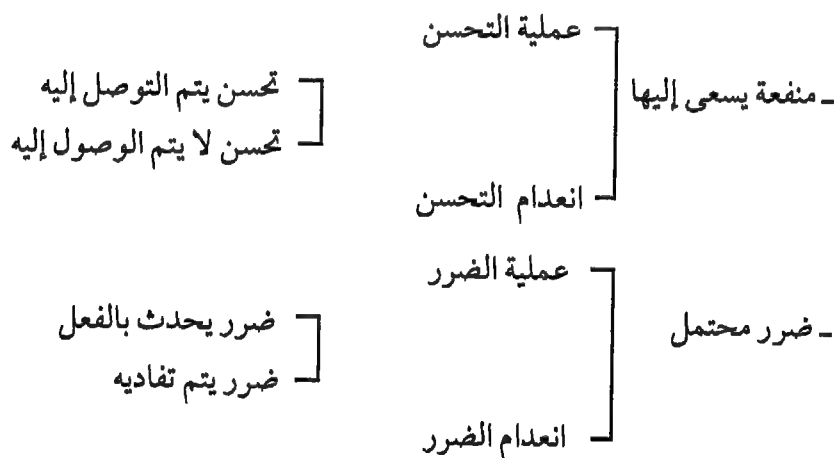 عملية التحسن
- منفعة يسعى إليها
تحسن يتم التوصل إليه
تحسن لا يتم الوصول إليه
انعدام التحسن
عملية الضرر
- ضرر محتمل
ضرر يحدث بالفعل
ضرر يتم تفاديه
انعدام الضرر